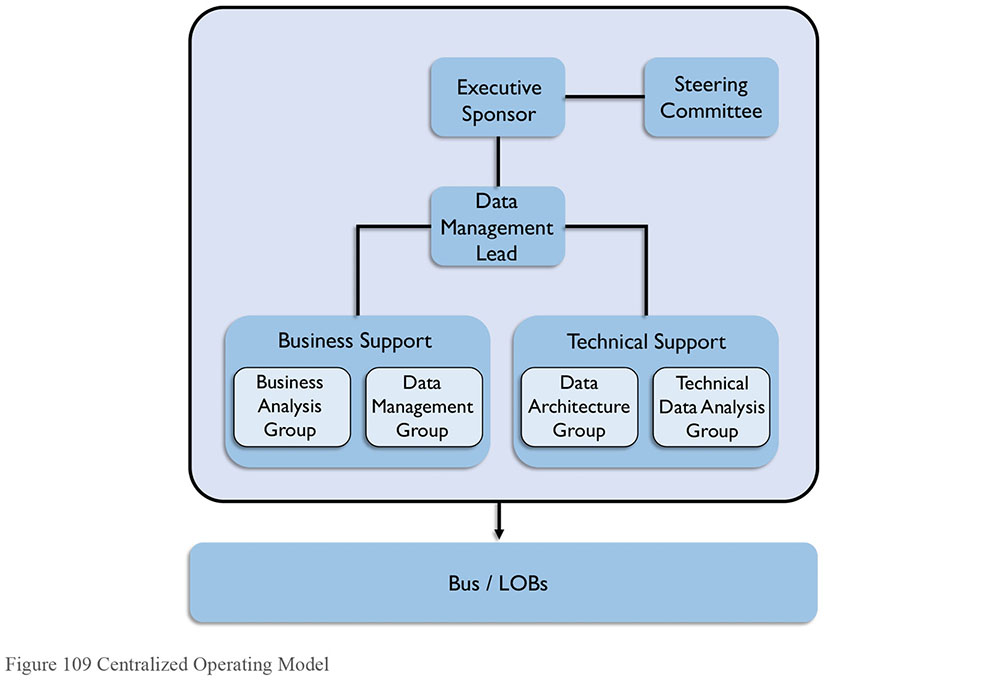 Executive
Sponsor
Steering
Committee
Data
Management
Lead
Business Support
Business
Analysis
Group
Data
Management
Group
Technical Support
Data
Architecture
Group
Technical
Data Analysis
Group
Bus / LOBs
Figure 109 Centralized Operating Model